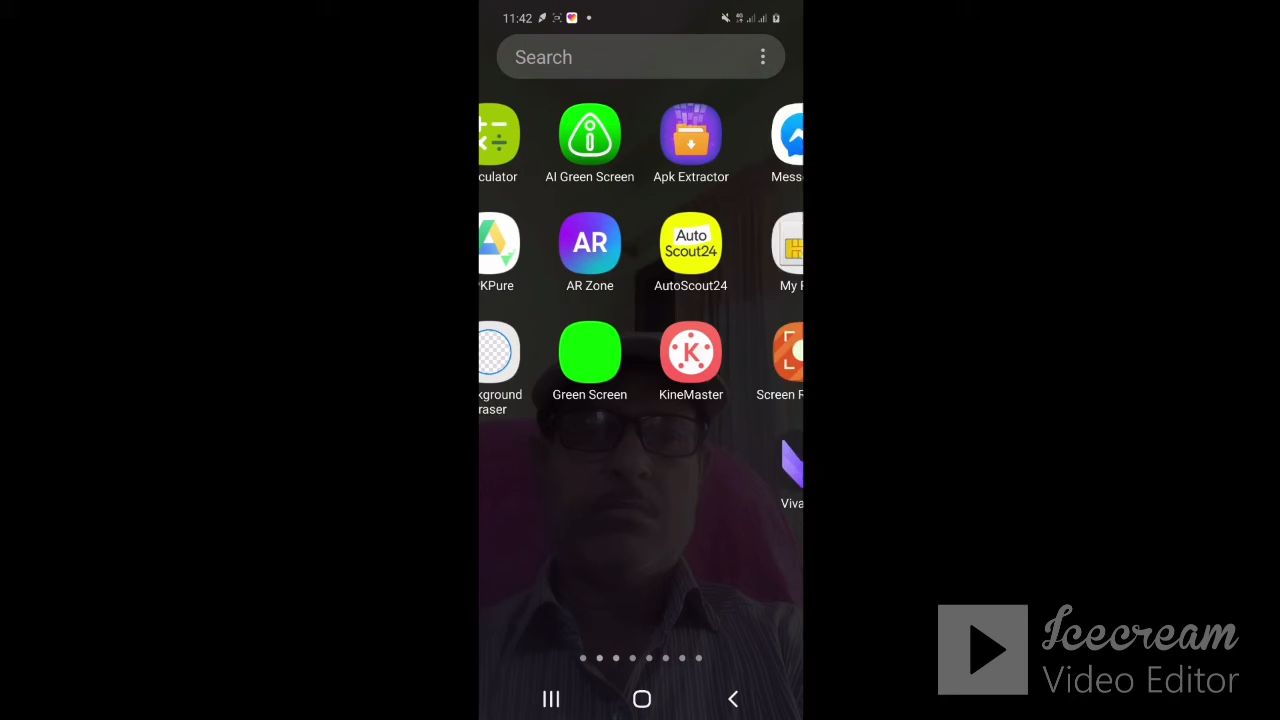 11:42
Search
culator
AI Green Screen
Apk Extractor
Mess
KPure
AR
AR Zone
Auto
Scout24
AutoScout24
My
kground
raser
Green Screen
K
KineMaster
Screen R
Viva
Icecream
Video Editor